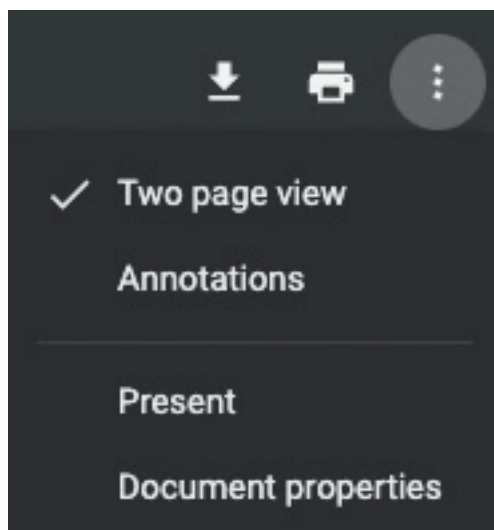 Two page view
Annotations
Present
Document properties